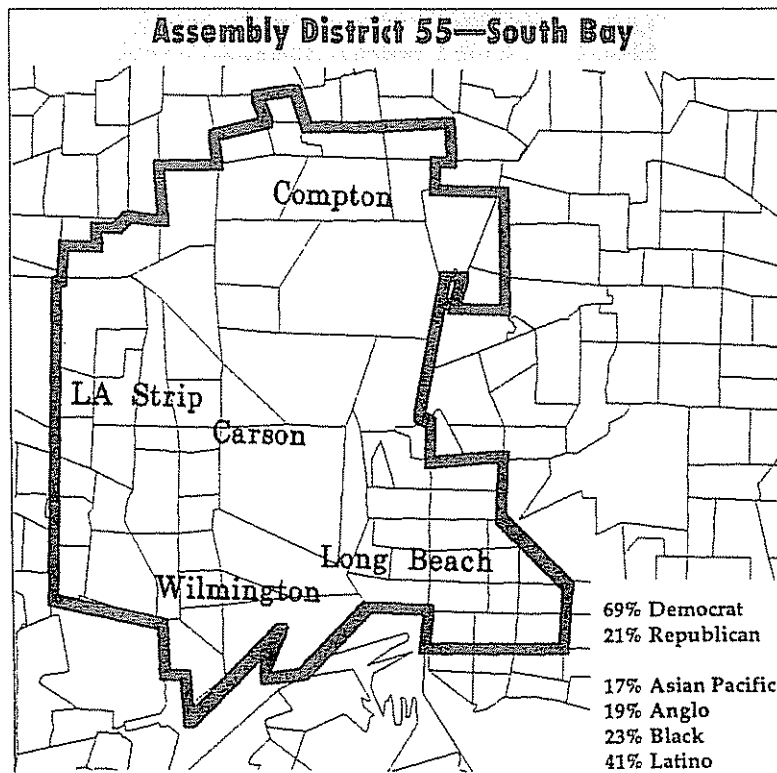 Assembly District 55—South Bay
Compton
LA Strip
Carson
Long Beach
Wilmington
69% Democrat
21% Republican
17% Asian Pacific
19% Anglo
23% Black
41% Latino